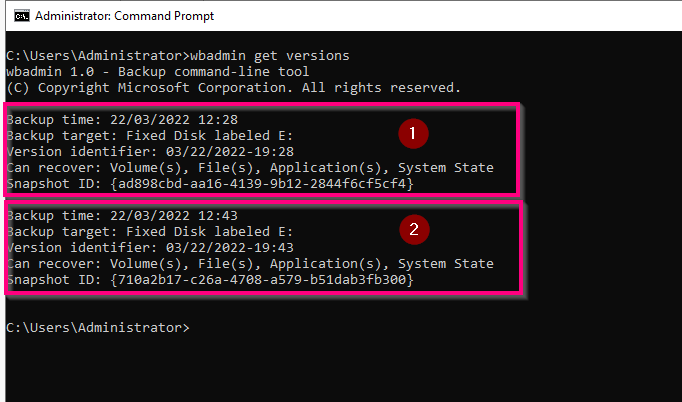 Administrator: Command Prompt
C:\Users\Administrator>wbadmin get versions
wbadmin 1.0 - Backup command-line tool
(C) Copyright Microsoft Corporation. All rights reserved.
Backup time: 22/03/2022 12:28
Backup target: Fixed Disk labeled E:
Version identifier: 03/22/2022-19:28
Can recover: Volume(s), File(s), Application(s), System State
Snapshot ID: {ad898cbd-aa16-4139-9b12-2844f6cf5cf4}
1
Backup time: 22/03/2022 12:43
Backup target: Fixed Disk labeled E:
Version identifier: 03/22/2022-19:43
Can recover: Volume(s), File(s), Application(s), System State
Snapshot ID: {710a2b17-c26a-4708-a579-b51dab3fb300}
2
C:\Users\Administrator>